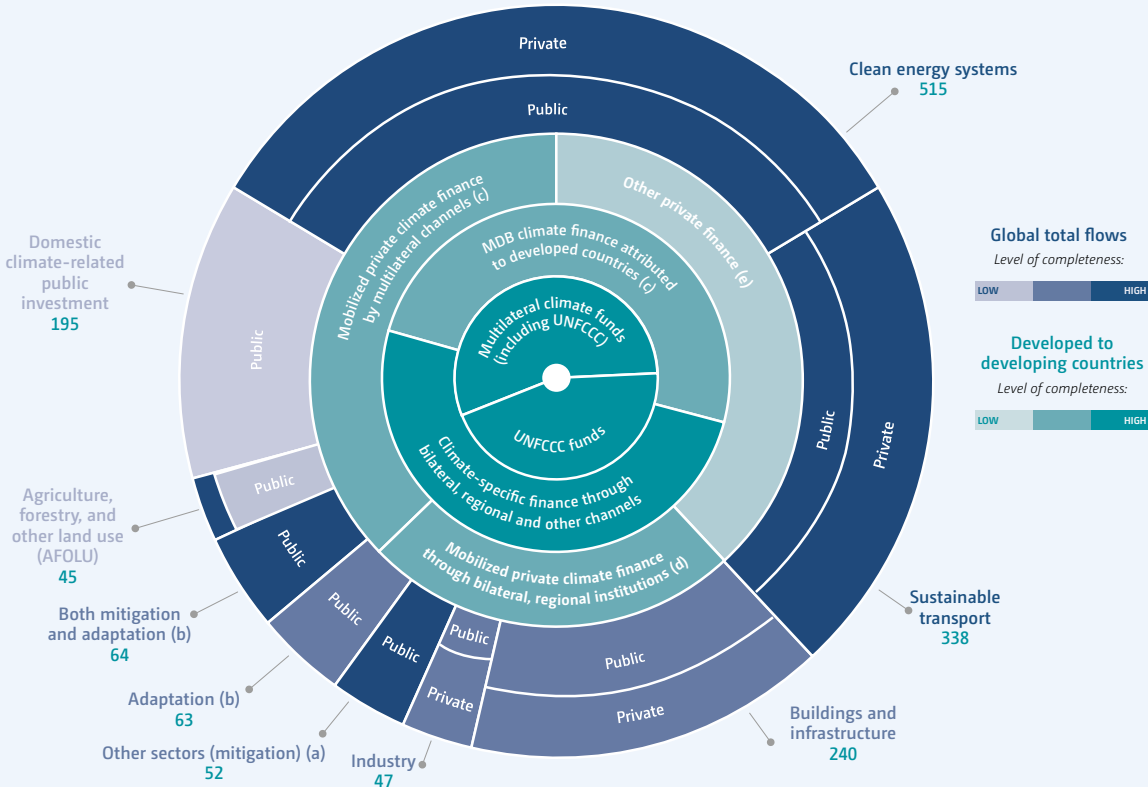 Private
Public
Clean energy systems
515
Mobilized private climate finance
by multilateral channels (c)
Other private finance (e)
MDB climate finance attributed
to developed countries (c)
Multilateral climate funds
(including UNFCCC)
UNFCCC funds
Climate-specific finance through
bilateral, regional and other channels
Mobilized private climate finance
through bilateral, regional institutions (d)
Domestic
climate-related
public
investment
195
Public
Global total flows
Level of completeness:
LOW
HIGH
Developed to
developing countries
Level of completeness:
LOW
HIGH
Public
Private
Sustainable
transport
338
Agriculture,
forestry, and
other land use
(AFOLU)
45
Public
Both mitigation
and adaptation (b)
64
Public
Adaptation (b)
63
Public
Other sectors (mitigation) (a)
52
Public
Industry
47
Public
Private
Buildings and
infrastructure
240
Public
Private